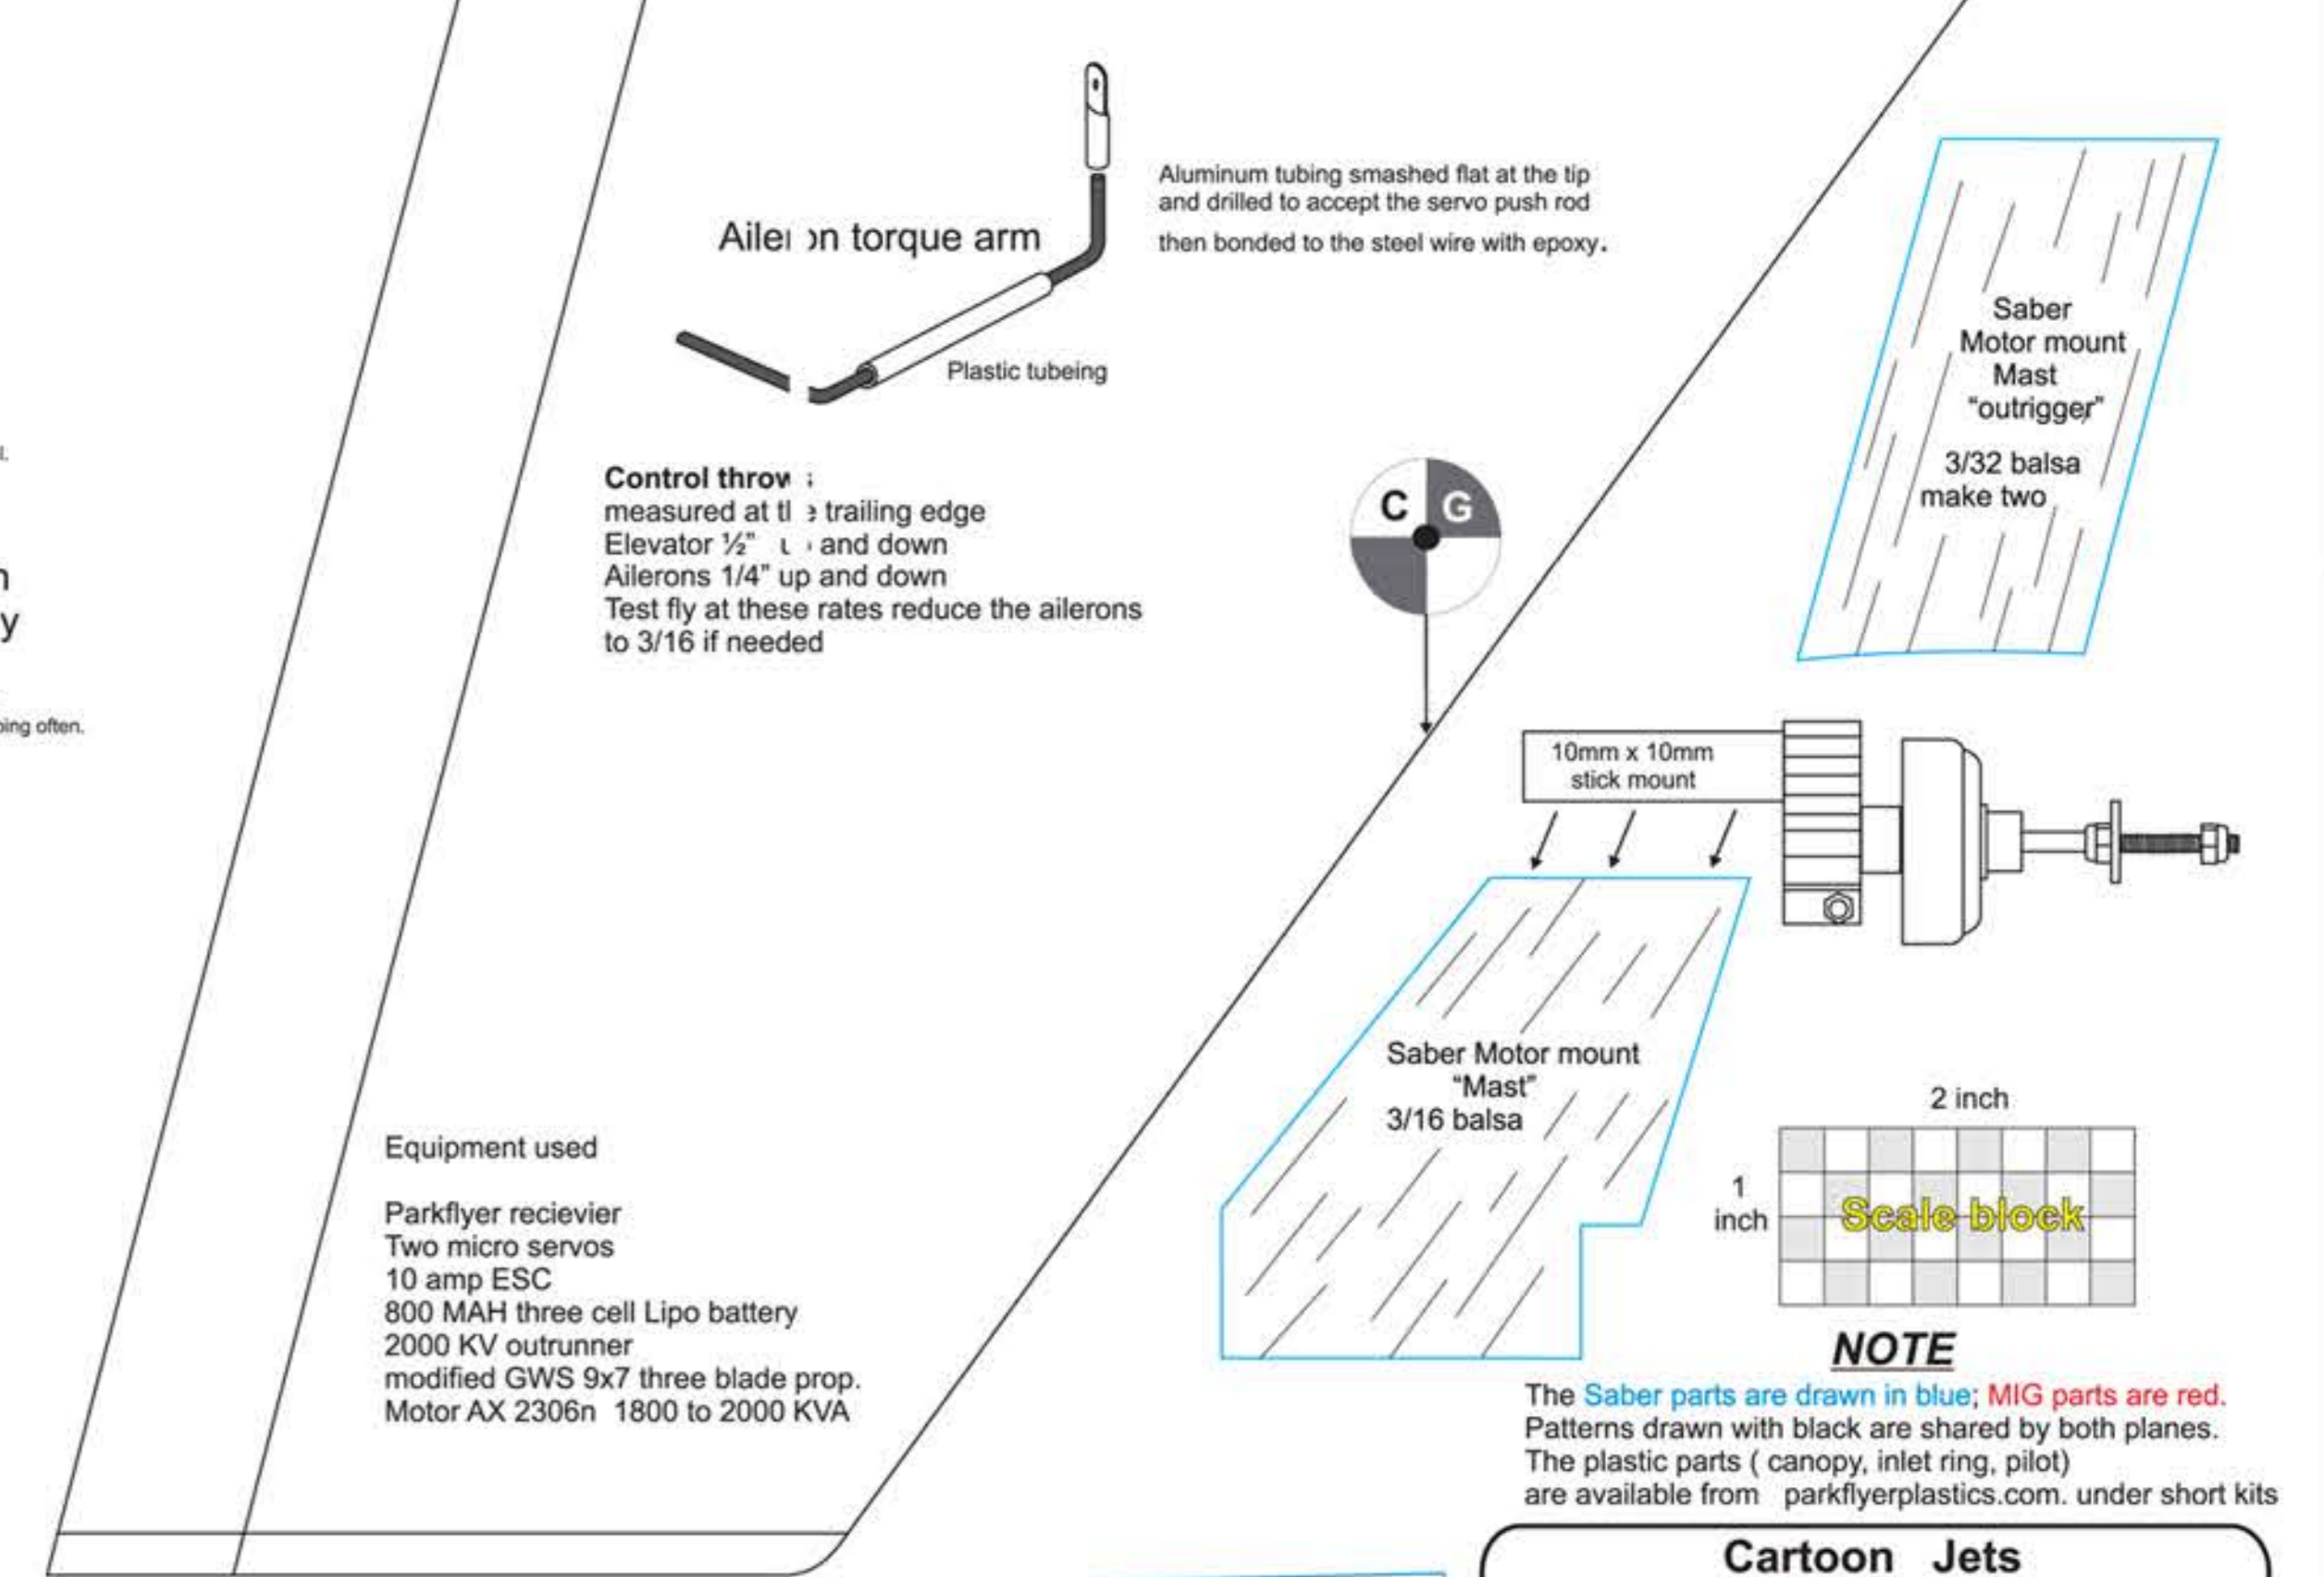 Aileron torque arm
Aluminum tubing smashed flat at the tip
and drilled to accept the servo push rod
then bonded to the steel wire with epoxy.
Plastic tubeing
Control throws
measured at the trailing edge
Elevator ½” up and down
Ailerons 1/4” up and down
Test fly at these rates reduce the ailerons
to 3/16 if needed
ping often.
C G
Saber
Motor mount
Mast
“outrigger”
3/32 balsa
make two
10mm x 10mm
stick mount
Saber Motor mount
“Mast”
3/16 balsa
2 inch
1
inch
Scale block
Equipment used
Parkflyer recievier
Two micro servos
10 amp ESC
800 MAH three cell Lipo battery
2000 KV outrunner
modified GWS 9x7 three blade prop.
Motor AX 2306n 1800 to 2000 KVA
NOTE
The Saber parts are drawn in blue; MIG parts are red.
Patterns drawn with black are shared by both planes.
The plastic parts ( canopy, inlet ring, pilot)
are available from parkflyerplastics.com. under short kits
Cartoon Jets